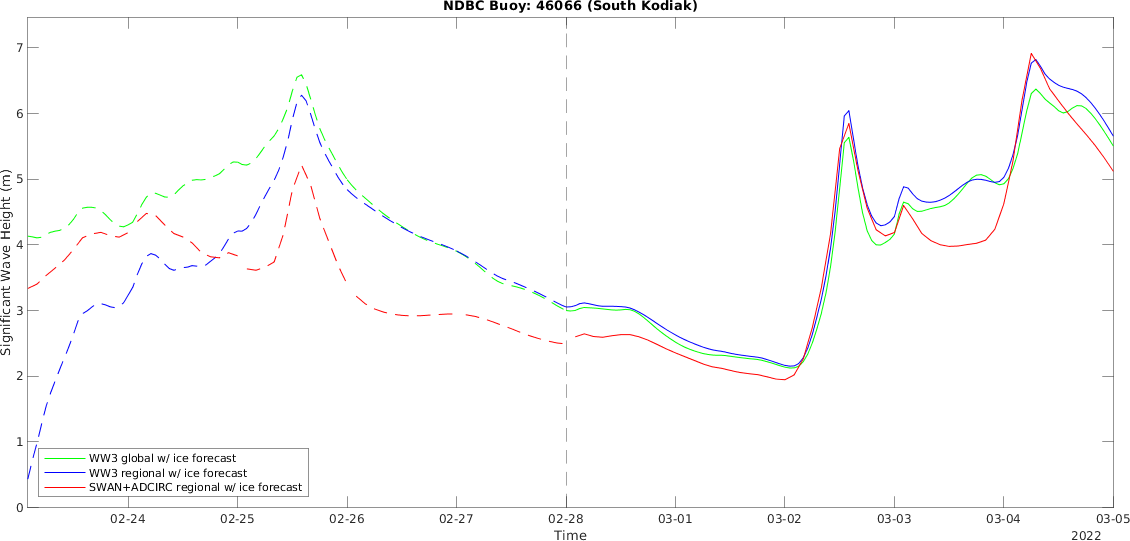 NDBC Buoy: 46066 (South Kodiak)
Significant Wave Height (m)
7
6
5
4
3
2
1
0
WW3 global w/ ice forecast
WW3 regional w/ ice forecast
SWAN+ADCIRC regional w/ ice forecast
02-24 02-25 02-26 02-27 02-28 03-01 03-02 03-03 03-04 03-05
Time
2022